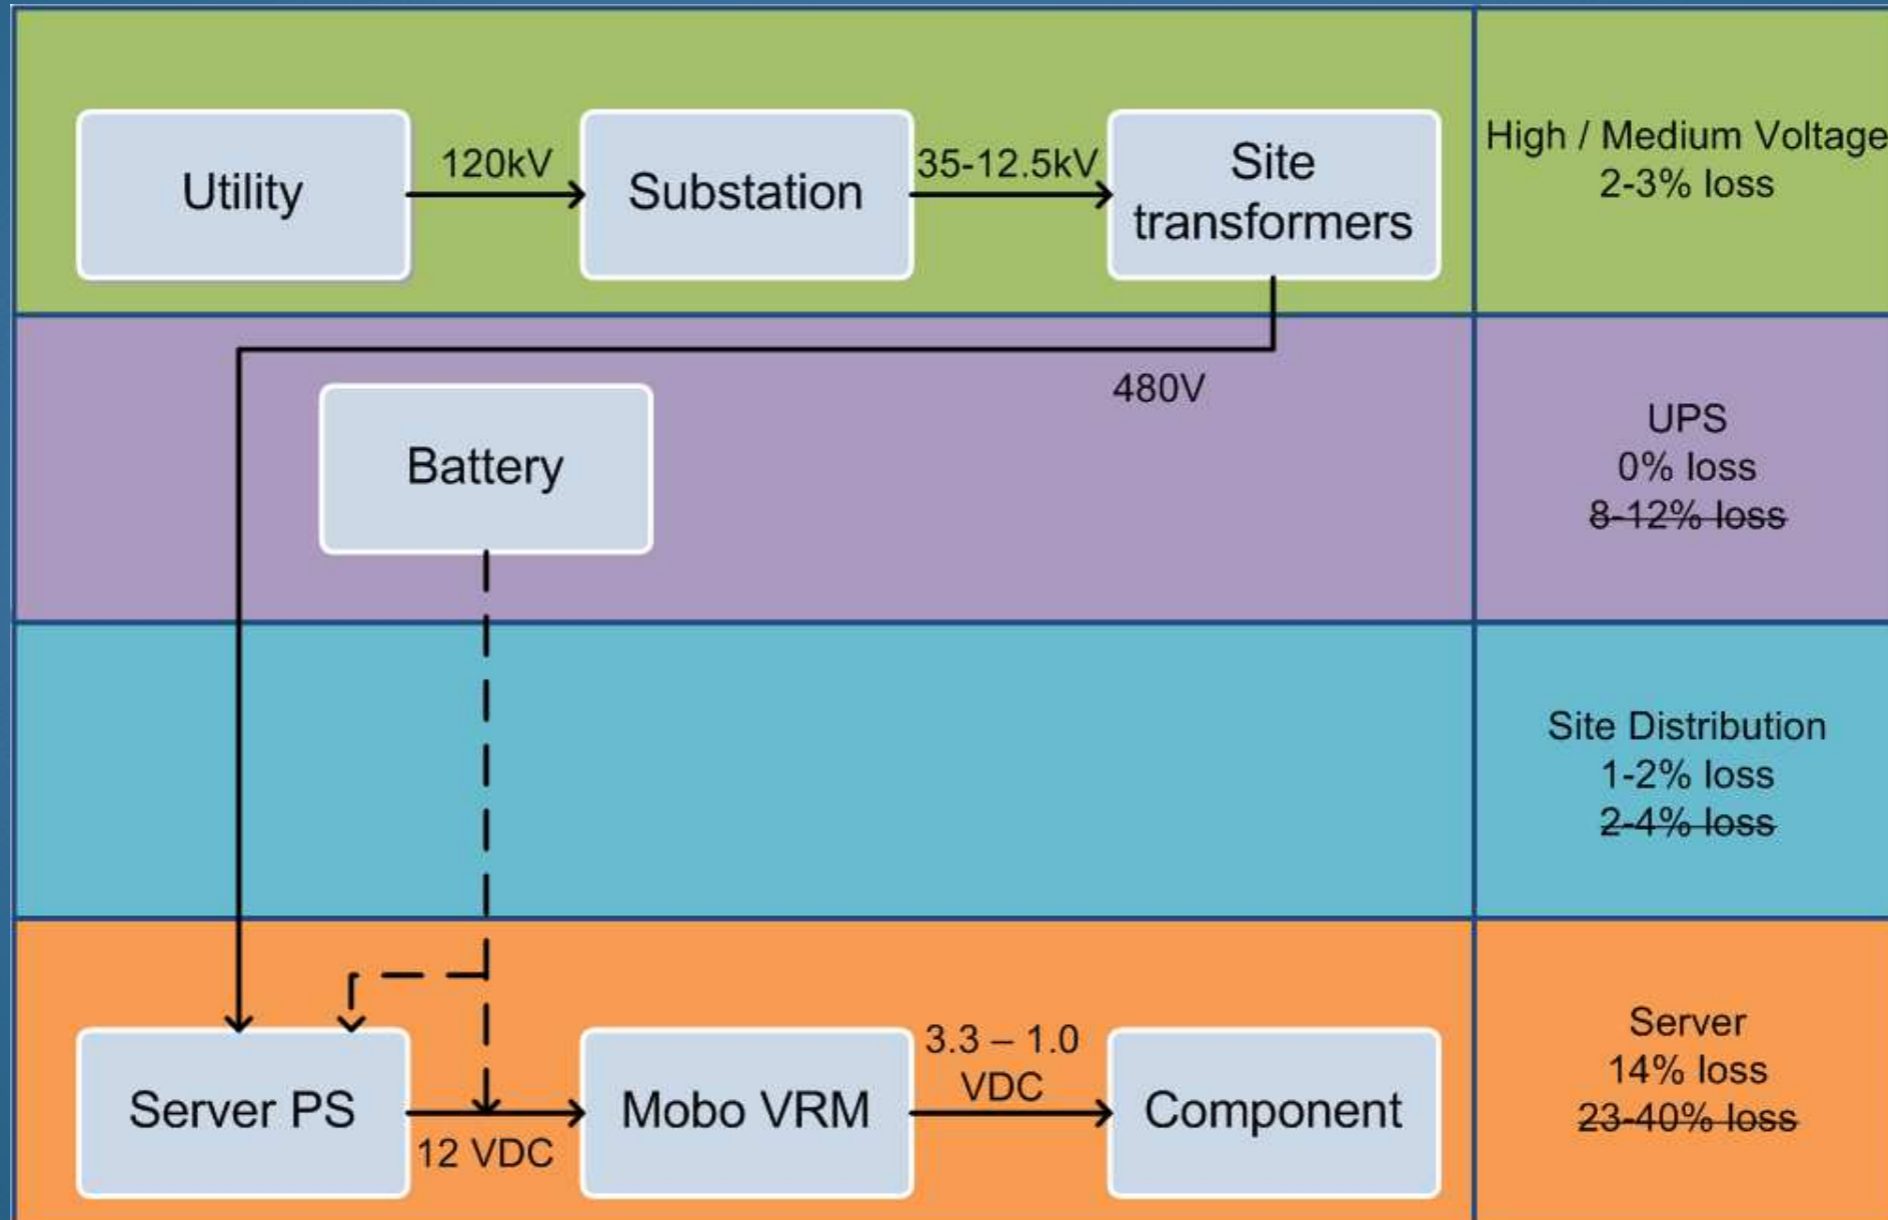 Utility
120kV
Substation
35-12.5kV
Site
transformers
High / Medium Voltage
2-3% loss
480V
Battery
UPS
0% loss
8-12% loss
Site Distribution
1-2% loss
2-4% loss
Server PS
12 VDC
Mobo VRM
3.3 – 1.0
VDC
Component
Server
14% loss
23-40% loss